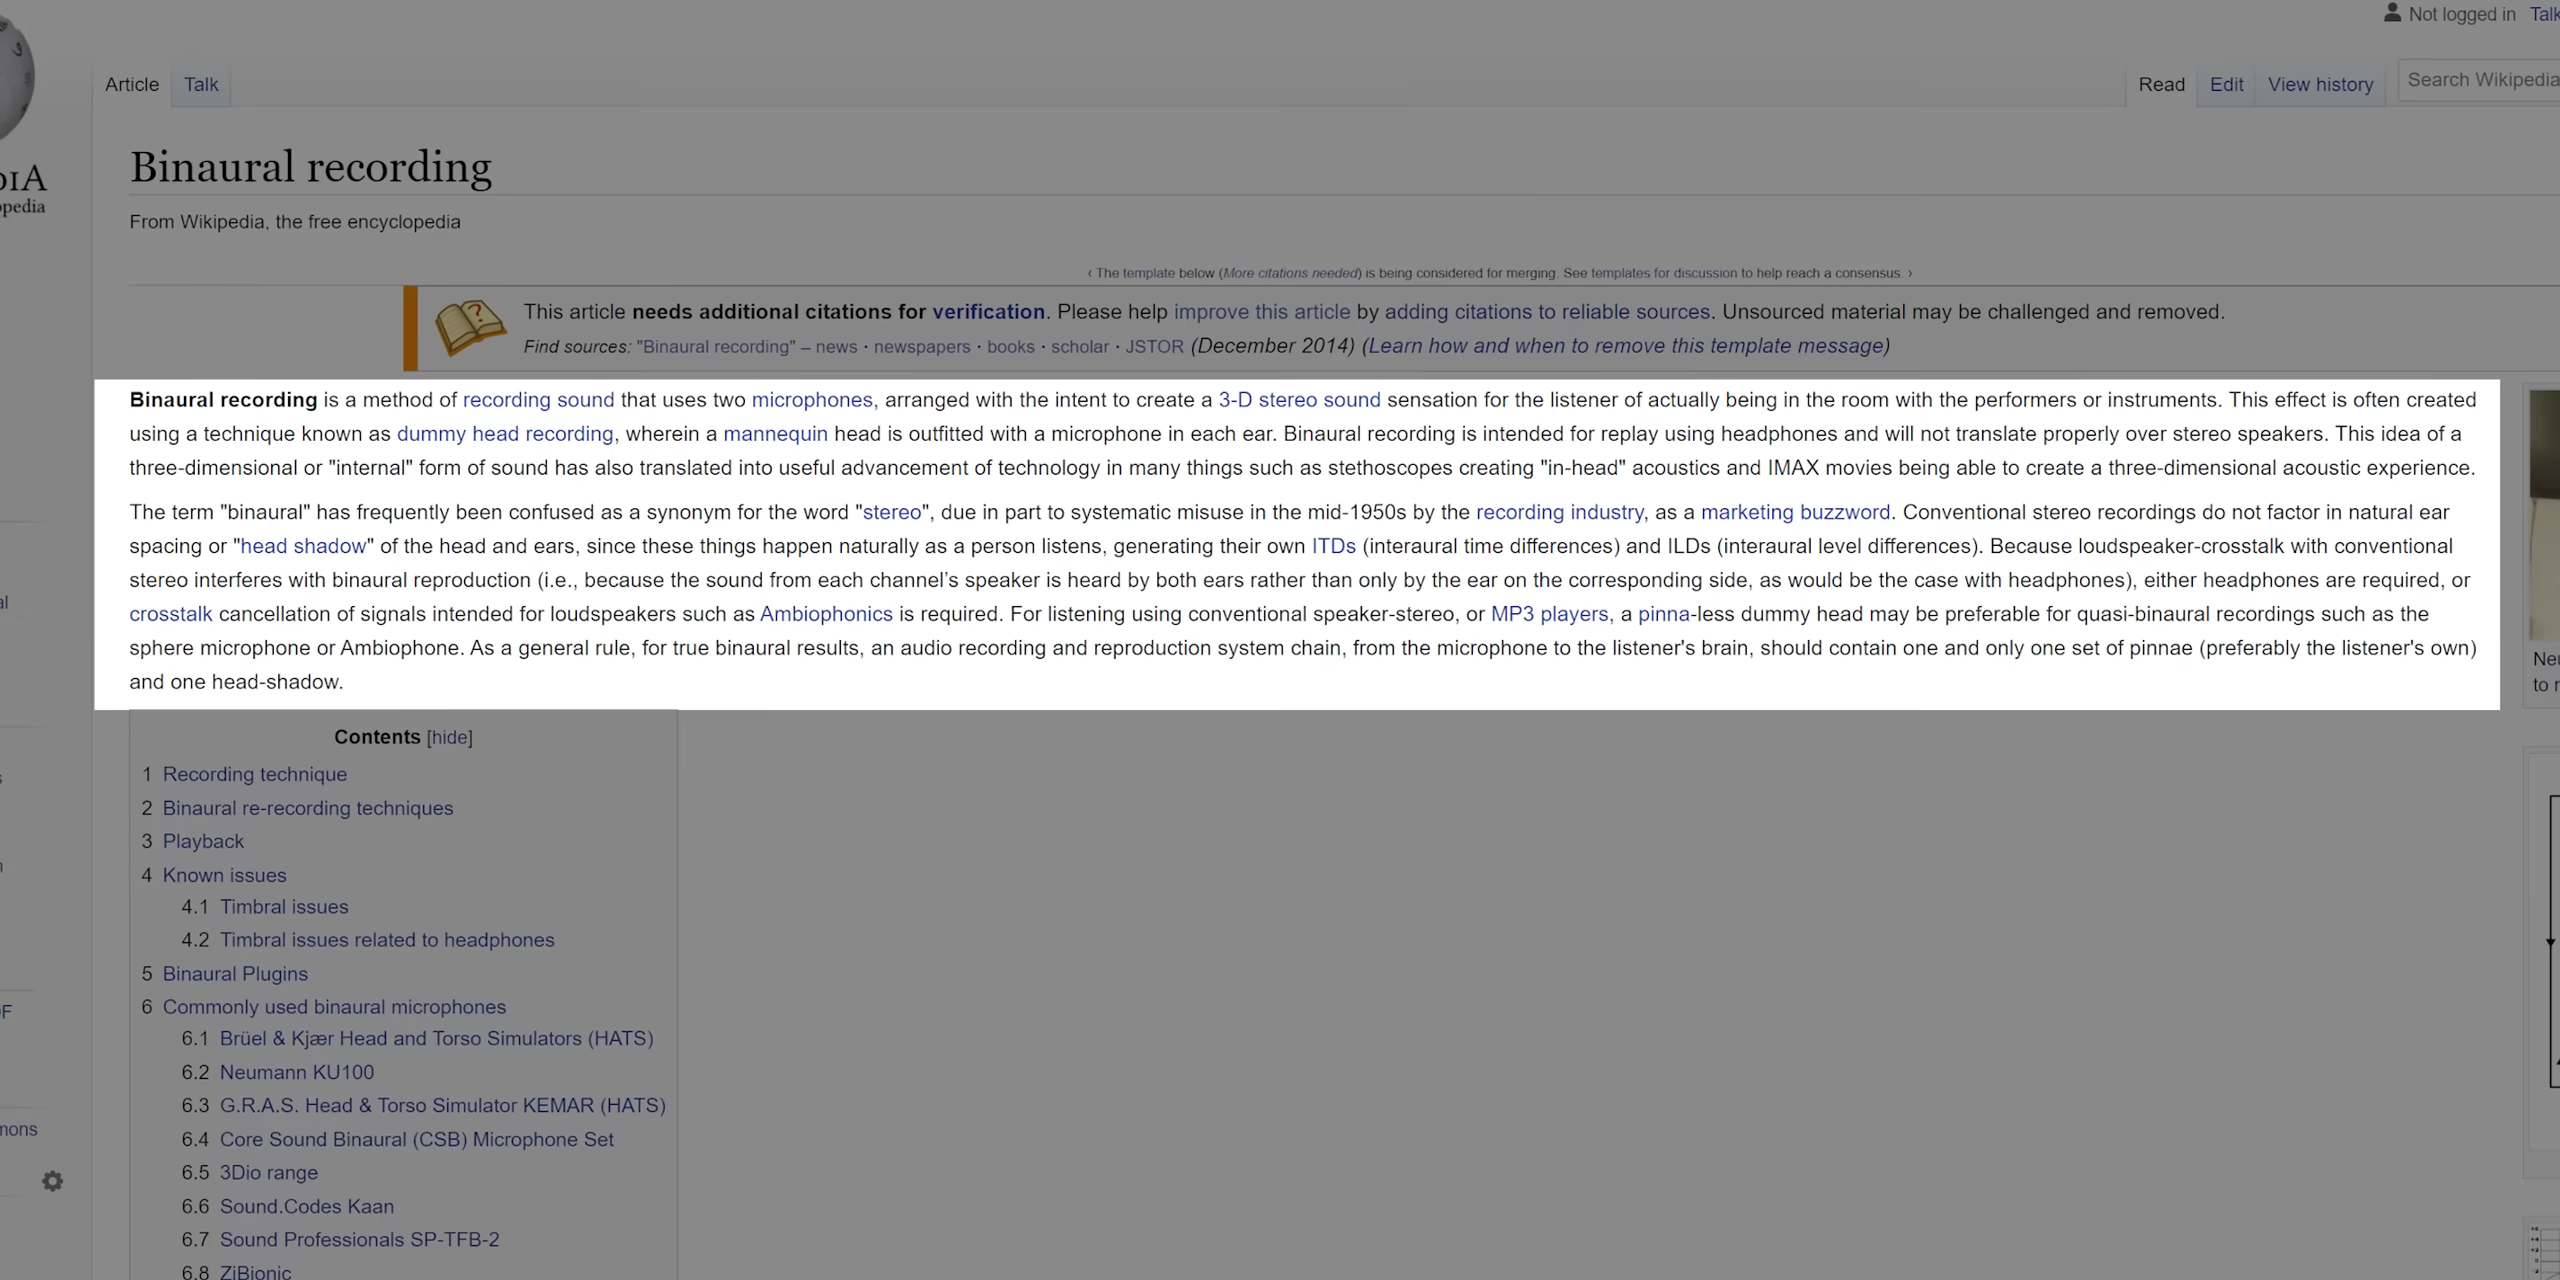 Not logged in Talk
Article Talk
Read Edit View history Search Wikipedia
Binaural recording
From Wikipedia, the free encyclopedia
‹ The template below (More citations needed) is being considered for merging. See templates for discussion to help reach a consensus. ›
This article needs additional citations for verification. Please help improve this article by adding citations to reliable sources. Unsourced material may be challenged and removed.
Find sources: "Binaural recording" – news · newspapers · books · scholar · JSTOR (December 2014) (Learn how and when to remove this template message)
Binaural recording is a method of recording sound that uses two microphones, arranged with the intent to create a 3-D stereo sound sensation for the listener of actually being in the room with the performers or instruments. This effect is often created
using a technique known as dummy head recording, wherein a mannequin head is outfitted with a microphone in each ear. Binaural recording is intended for replay using headphones and will not translate properly over stereo speakers. This idea of a
three-dimensional or "internal" form of sound has also translated into useful advancement of technology in many things such as stethoscopes creating "in-head" acoustics and IMAX movies being able to create a three-dimensional acoustic experience.
The term "binaural" has frequently been confused as a synonym for the word "stereo", due in part to systematic misuse in the mid-1950s by the recording industry, as a marketing buzzword. Conventional stereo recordings do not factor in natural ear
spacing or "head shadow" of the head and ears, since these things happen naturally as a person listens, generating their own ITDs (interaural time differences) and ILDs (interaural level differences). Because loudspeaker-crosstalk with conventional
stereo interferes with binaural reproduction (i.e., because the sound from each channel's speaker is heard by both ears rather than only by the ear on the corresponding side, as would be the case with headphones), either headphones are required, or
crosstalk cancellation of signals intended for loudspeakers such as Ambiophonics is required. For listening using conventional speaker-stereo, or MP3 players, a pinna-less dummy head may be preferable for quasi-binaural recordings such as the
sphere microphone or Ambiophone. As a general rule, for true binaural results, an audio recording and reproduction system chain, from the microphone to the listener's brain, should contain one and only one set of pinnae (preferably the listener's own)
and one head-shadow.
Contents [hide]
1 Recording technique
2 Binaural re-recording techniques
3 Playback
4 Known issues
4.1 Timbral issues
4.2 Timbral issues related to headphones
5 Binaural Plugins
6 Commonly used binaural microphones
6.1 Brüel & Kjær Head and Torso Simulators (HATS)
6.2 Neumann KU100
6.3 G.R.A.S. Head & Torso Simulator KEMAR (HATS)
6.4 Core Sound Binaural (CSB) Microphone Set
6.5 3Dio range
6.6 Sound.Codes Kaan
6.7 Sound Professionals SP-TFB-2
6.8 ZiBionic